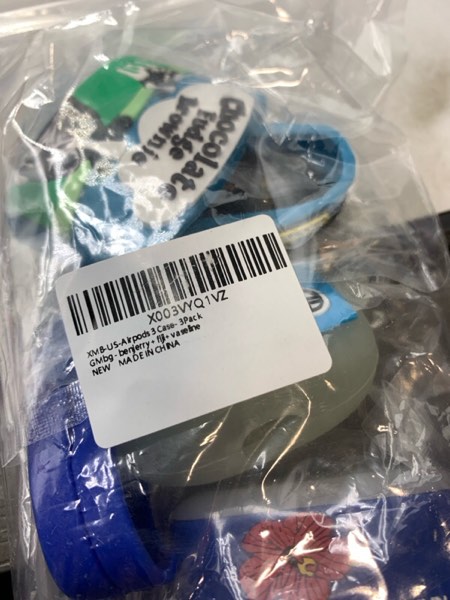 Chocolate
Fudge
Brownie
X003VYQ1VZ
XMB-US-Airpods 3 Case- 3Pack
GMbg - benjerry + fiji+ vaseline
NEW MADE IN CHINA